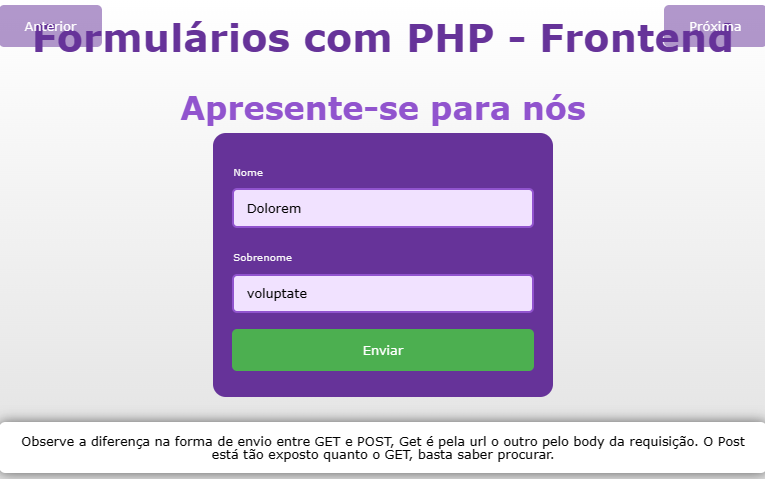 Anterior
Próxima
Formulários com PHP – Frontend
Apresente-se para nós
Nome
Dolorem
Sobrenome
voluptate
Enviar
Observe a diferença na forma de envio entre GET e POST, Get é pela url o outro pelo body da requisição. O Post
está tão exposto quanto o GET, basta saber procurar.